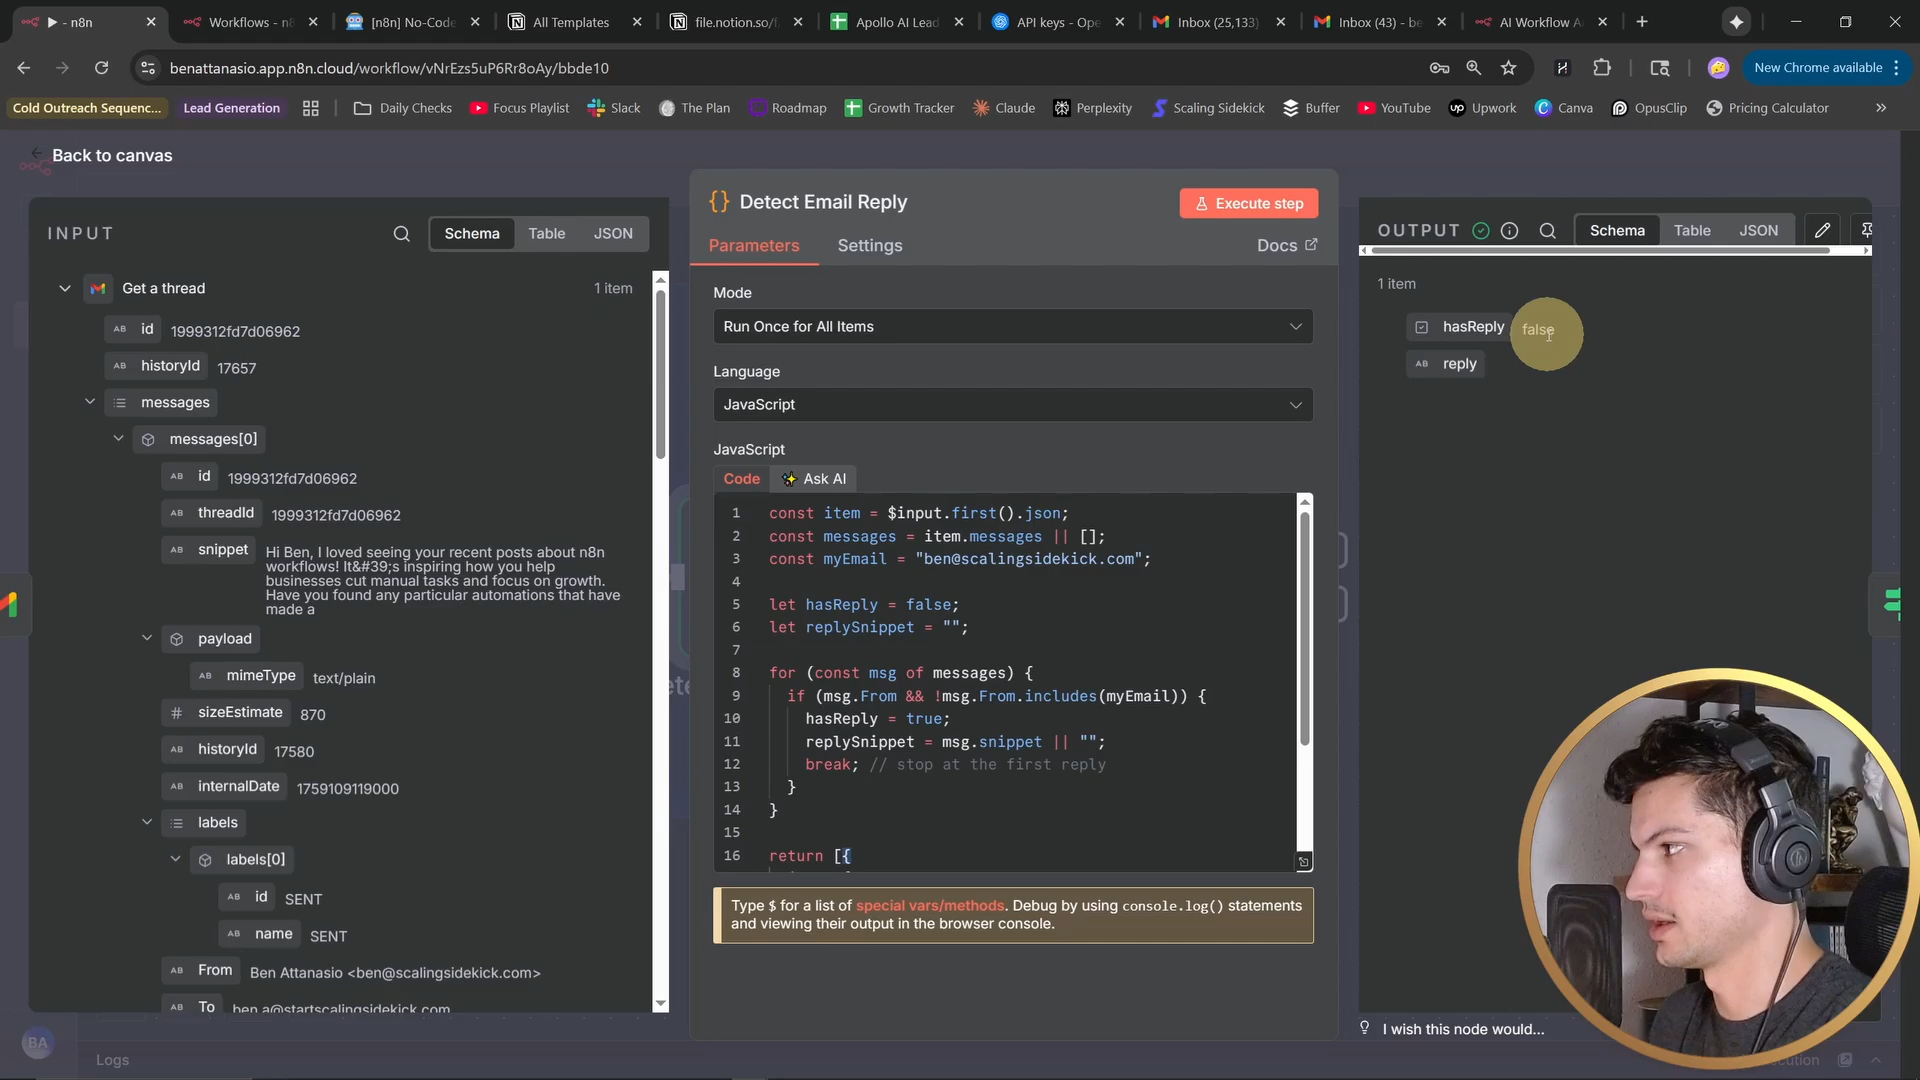 - n8n
Workflows - n8
[n8n] No-Code
All Templates
file.notion.so/f
Apollo AI Lead
API keys - Ope
Inbox (25,133)
Inbox (43) - be
AI Workflow A
benattanasio.app.n8n.cloud/workflow/vNrEzs5uP6Rr8oAy/bbde10
New Chrome available
Cold Outreach Sequenc...
Lead Generation
Daily Checks
Focus Playlist
Slack
The Plan
Roadmap
Growth Tracker
Claude
Perplexity
Scaling Sidekick
Buffer
YouTube
Upwork
Canva
OpusClip
Pricing Calculator
Back to canvas
INPUT
Schema
Table
JSON
Get a thread
1 item
id
1999312fd7d06962
historyId
17657
messages
messages[0]
id
1999312fd7d06962
threadId
1999312fd7d06962
snippet
Hi Ben, I loved seeing your recent posts about n8n
workflows! It&#39;s inspiring how you help
businesses cut manual tasks and focus on growth.
Have you found any particular automations that have
made a
payload
mimeType
text/plain
sizeEstimate
870
historyId
17580
internalDate
1759109119000
labels
labels[0]
id
SENT
name
SENT
From
Ben Attanasio <ben@scalingsidekick.com>
To
ben.a@startscalingsidekick.com
Detect Email Reply
Execute step
Parameters
Settings
Docs
Mode
Run Once for All Items
Language
JavaScript
JavaScript
Code
Ask AI
1 const item = $input.first().json;
2 const messages = item.messages || [];
3 const myEmail = "ben@scalingsidekick.com";
4
5 let hasReply = false;
6 let replySnippet = "";
7
8 for (const msg of messages) {
9 if (msg.From && !msg.From.includes(myEmail)) {
10 hasReply = true;
11 replySnippet = msg.snippet || "";
12 break; // stop at the first reply
13 }
14 }
15
16 return [{
Type $ for a list of special vars/methods. Debug by using console.log() statements
and viewing their output in the browser console.
OUTPUT
Schema
Table
JSON
1 item
hasReply
false
reply
I wish this node would...
BA
Logs